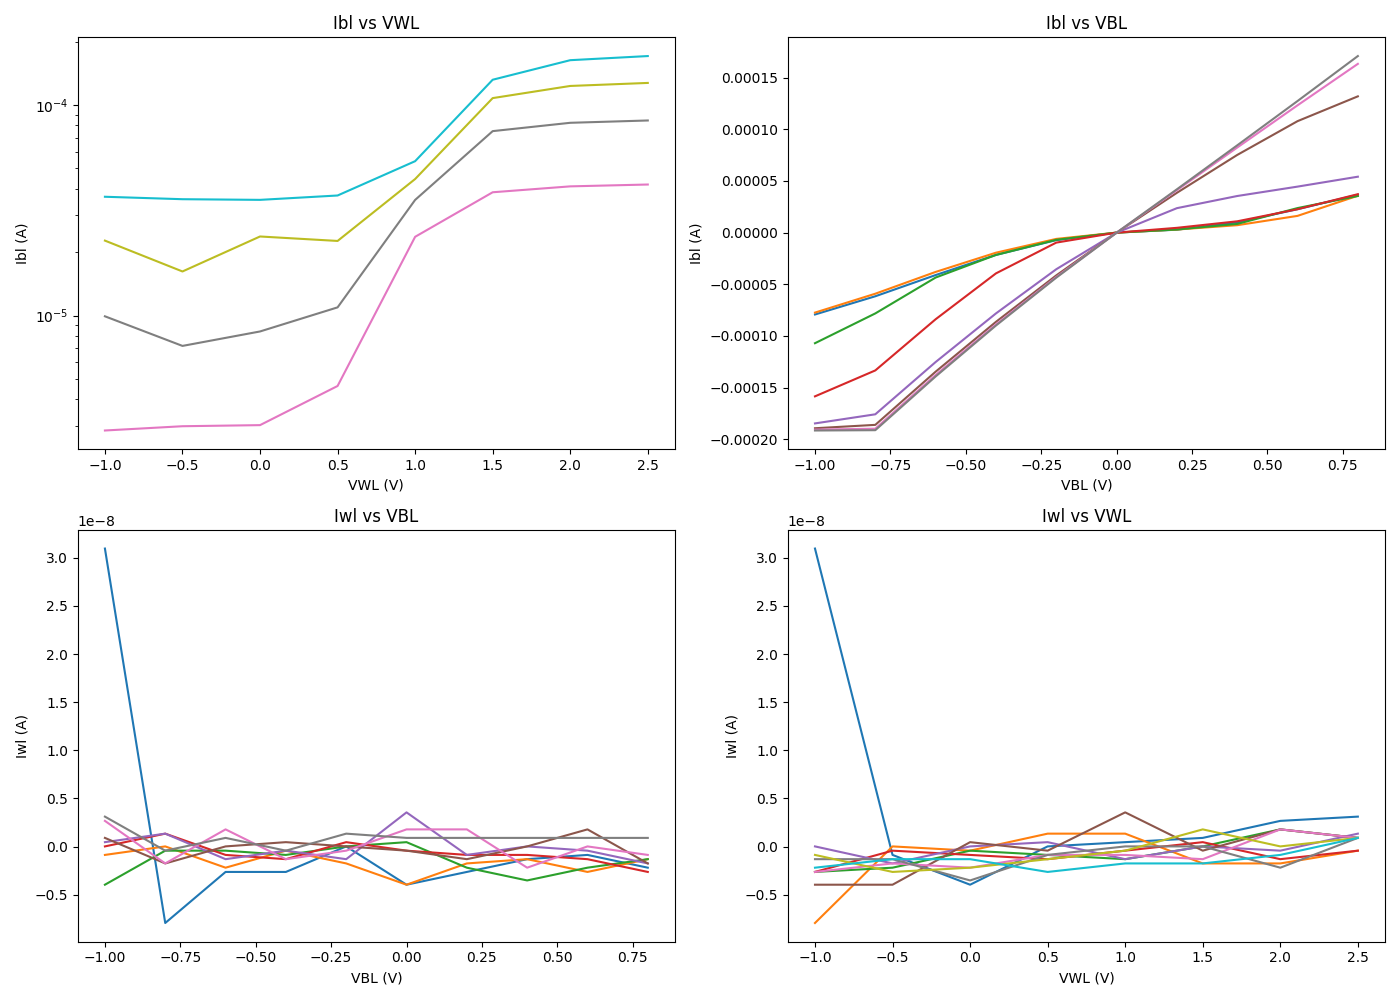 Ibl vs VWL
Ibl (A)
10⁻⁴
10⁻⁵
−1.0 −0.5 0.0 0.5 1.0 1.5 2.0 2.5
VWL (V)
Ibl vs VBL
Ibl (A)
0.00015
0.00010
0.00005
0.00000
−0.00005
−0.00010
−0.00015
−0.00020
−1.00 −0.75 −0.50 −0.25 0.00 0.25 0.50 0.75
VBL (V)
Iwl vs VBL
1e−8
Iwl (A)
3.0
2.5
2.0
1.5
1.0
0.5
0.0
−0.5
−1.00 −0.75 −0.50 −0.25 0.00 0.25 0.50 0.75
VBL (V)
Iwl vs VWL
1e−8
Iwl (A)
3.0
2.5
2.0
1.5
1.0
0.5
0.0
−0.5
−1.0 −0.5 0.0 0.5 1.0 1.5 2.0 2.5
VWL (V)